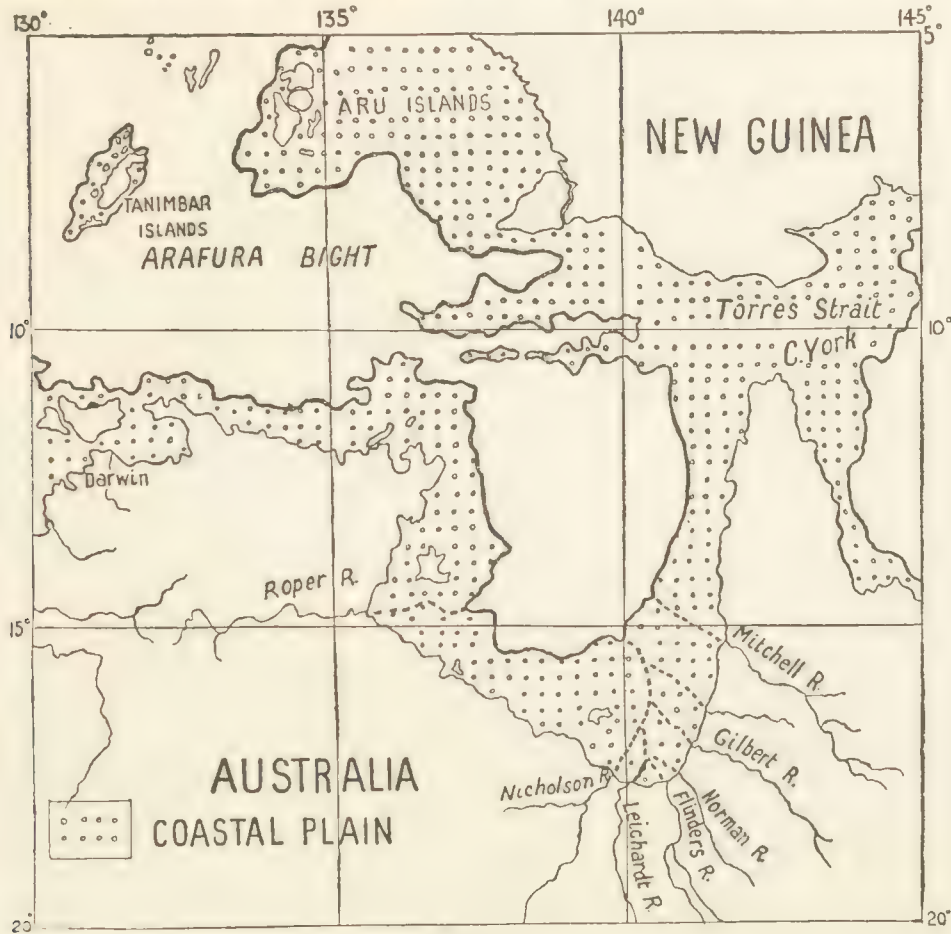 130° 135° 140° 145°
5°
ARU ISLANDS
NEW GUINEA
TANIMBAR
ISLANDS
ARAFURA BIGHT
Torres Strait
10° 10°
C. York
Darwin
Roper R.
15° 15°
Mitchell R.
Gilbert R.
AUSTRALIA
Nicholson R.
Leichardt R.
Flinders R.
Norman R.
COASTAL PLAIN
20° 20°